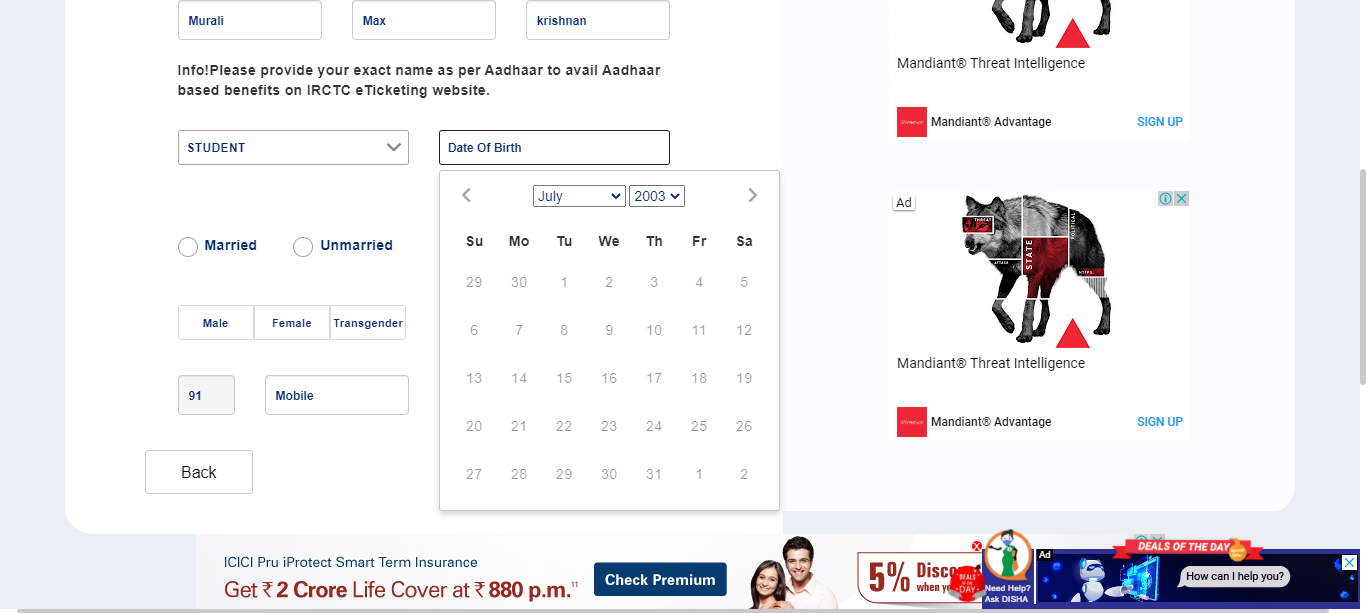 Murali Max krishnan
Info!Please provide your exact name as per Aadhaar to avail Aadhaar
based benefits on IRCTC eTicketing website.
STUDENT Date Of Birth
July 2003
Su Mo Tu We Th Fr Sa
29 30 1 2 3 4 5
6 7 8 9 10 11 12
13 14 15 16 17 18 19
20 21 22 23 24 25 26
27 28 29 30 31 1 2
Married Unmarried
Male Female Transgender
91 Mobile
Back
Mandiant® Threat Intelligence
Mandiant® Advantage SIGN UP
Ad
THREAT
POLITICAL
STATE
ATTACK
HTTPS:
Mandiant® Threat Intelligence
Mandiant® Advantage SIGN UP
ICICI Pru iProtect Smart Term Insurance
Get ₹ 2 Crore Life Cover at ₹ 880 p.m.11
Check Premium
5% Disco
when yo
DEALS
OF THE
DAY
Need Help?
Ask DISHA
Ad
DEALS OF THE DAY
How can I help you?